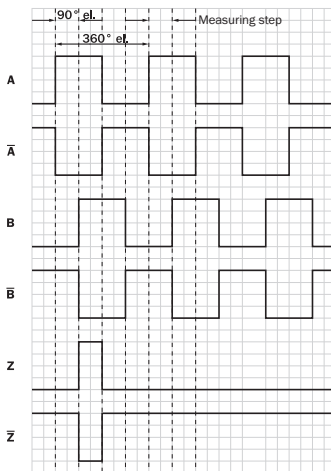 90° el.
Measuring step
360° el.
A
A̅
B
B̅
Z
Z̅